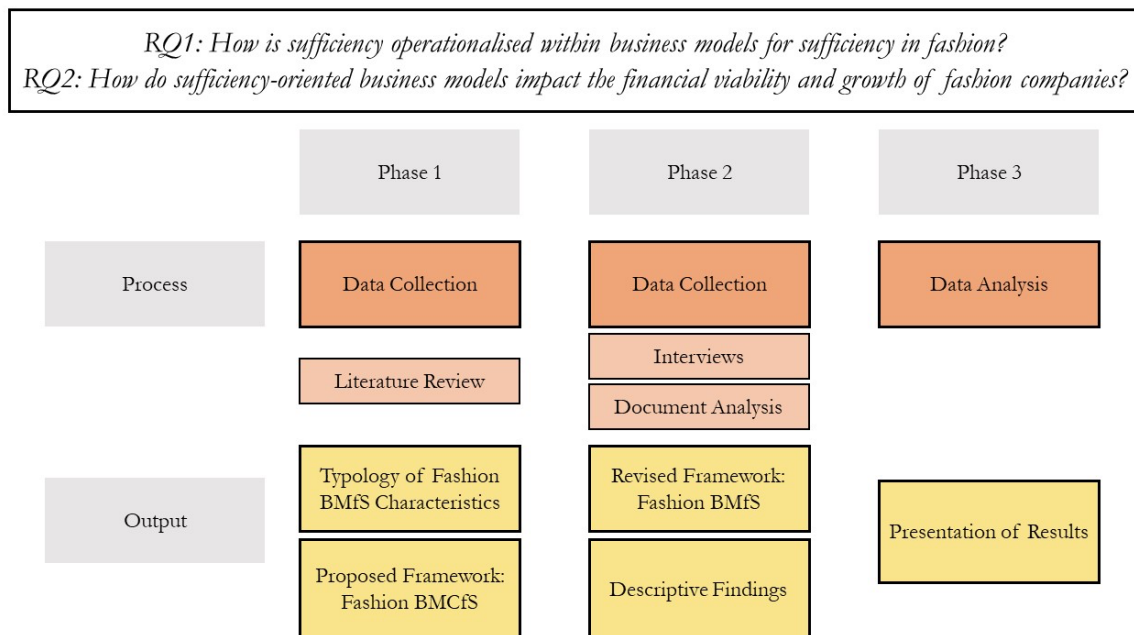 RQ1: How is sufficiency operationalised within business models for sufficiency in fashion?
RQ2: How do sufficiency-oriented business models impact the financial viability and growth of fashion companies?
Phase 1
Phase 2
Phase 3
Process
Data Collection
Data Collection
Data Analysis
Literature Review
Interviews
Document Analysis
Output
Typology of Fashion
BMfS Characteristics
Revised Framework:
Fashion BMfS
Presentation of Results
Proposed Framework:
Fashion BMCfS
Descriptive Findings